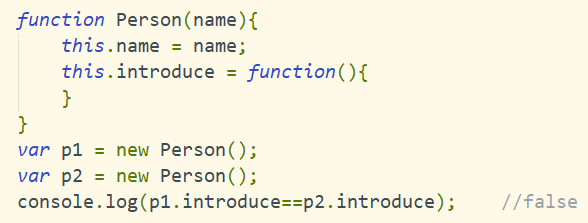 function Person(name){
    this.name = name;
    this.introduce = function(){
    }
}
var p1 = new Person();
var p2 = new Person();
console.log(p1.introduce==p2.introduce);    //false